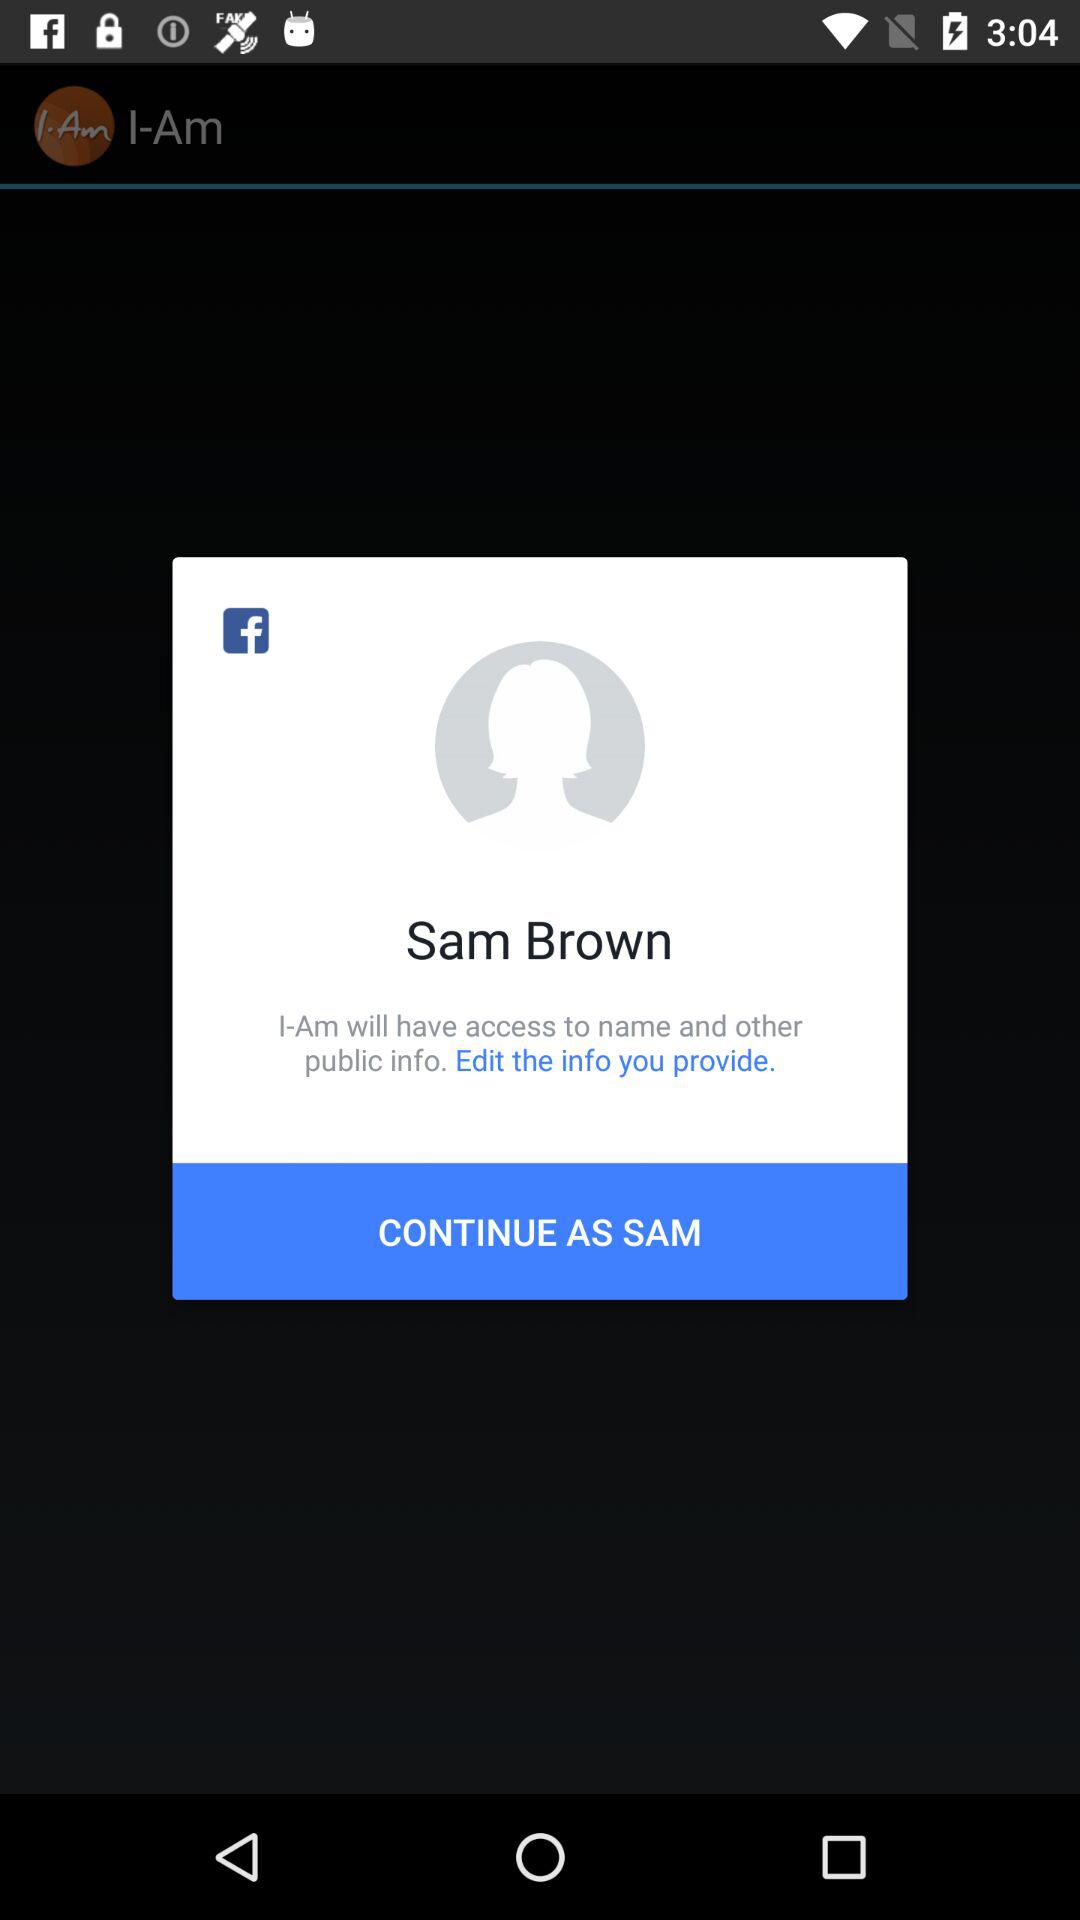 FAKE
3:04
I-Am I-Am
Sam Brown
I-Am will have access to name and other
public info. Edit the info you provide.
CONTINUE AS SAM